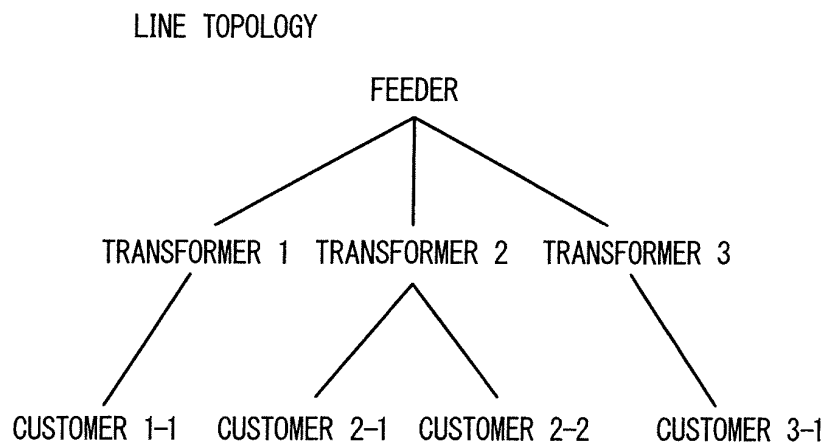 LINE TOPOLOGY
FEEDER
TRANSFORMER 1 TRANSFORMER 2 TRANSFORMER 3
CUSTOMER 1-1 CUSTOMER 2-1 CUSTOMER 2-2 CUSTOMER 3-1